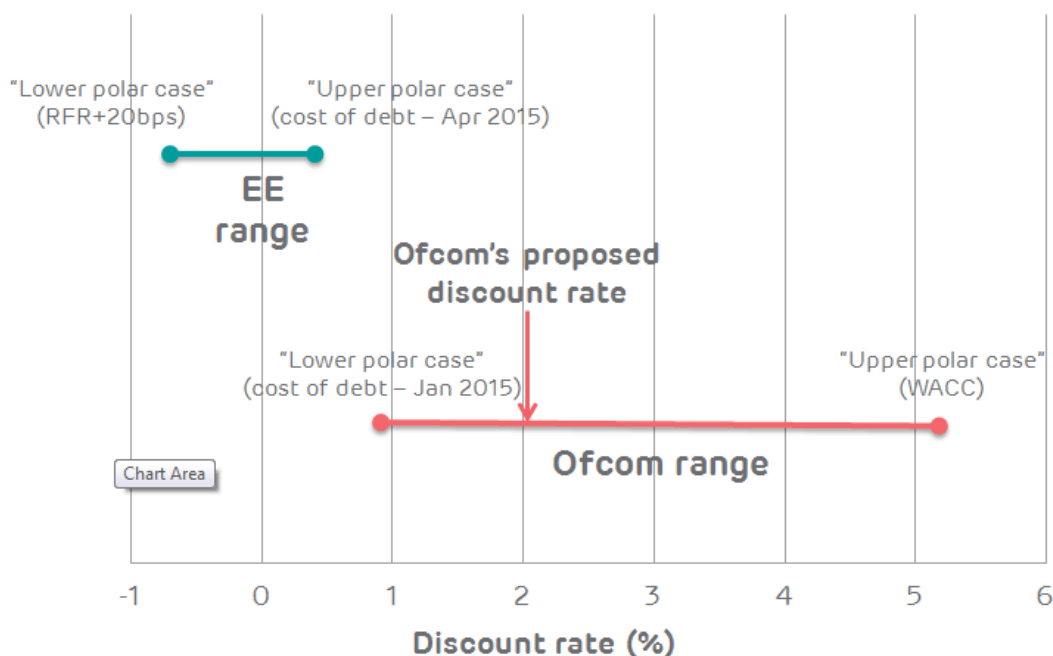 "Lower polar case"
(RFR+20bps)
"Upper polar case"
(cost of debt – Apr 2015)
EE
range
Ofcom's proposed
discount rate
"Lower polar case"
(cost of debt – Jan 2015)
"Upper polar case"
(WACC)
Ofcom range
Chart Area
-1 0 1 2 3 4 5 6
Discount rate (%)